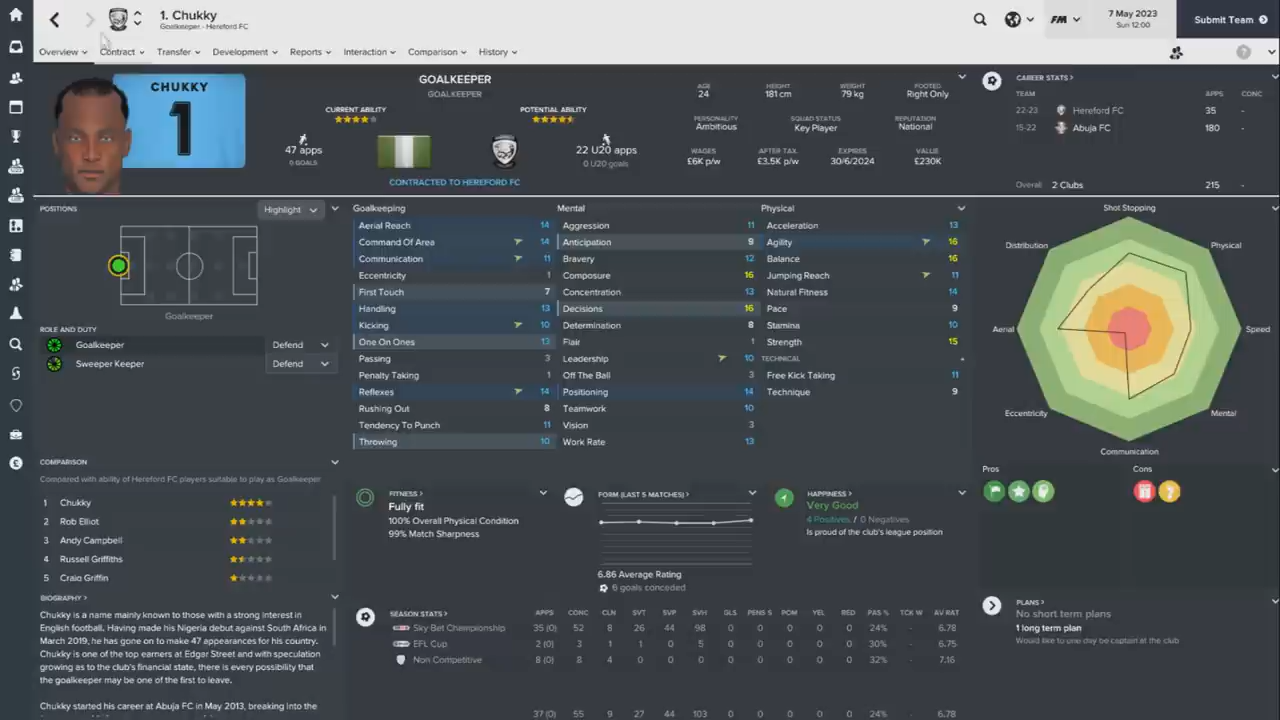 1. Chukky
Goalkeeper - Hereford FC
FM
7 May 2023
Sun 12:00
Submit Team
Overview Contract Transfer Development Reports Interaction Comparison History
CHUKKY
1
GOALKEEPER
GOALKEEPER
CURRENT ABILITY
POTENTIAL ABILITY
47 apps
0 GOALS
22 U20 apps
0 U20 goals
CONTRACTED TO HEREFORD FC
AGE
24
HEIGHT
181 cm
WEIGHT
79 kg
FOOTED
Right Only
PERSONALITY
Ambitious
SQUAD STATUS
Key Player
REPUTATION
National
WAGES
£6K p/w
AFTER TAX
£3.5K p/w
EXPIRES
30/6/2024
VALUE
£230K
CAREER STATS >
TEAM APPS CONC
22-23 Hereford FC 35 -
15-22 Abuja FC 180 -
Overall 2 Clubs 215 -
POSITIONS
Highlight
Goalkeeper
ROLE AND DUTY
Goalkeeper Defend
Sweeper Keeper Defend
Goalkeeping
Aerial Reach 14
Command Of Area 14
Communication 11
Eccentricity 1
First Touch 7
Handling 13
Kicking 10
One On Ones 13
Passing 3
Penalty Taking 1
Reflexes 14
Rushing Out 8
Tendency To Punch 11
Throwing 10
Mental
Aggression 11
Anticipation 9
Bravery 12
Composure 16
Concentration 13
Decisions 16
Determination 8
Flair 1
Leadership 10
Off The Ball 3
Positioning 14
Teamwork 10
Vision 3
Work Rate 13
Physical
Acceleration 13
Agility 16
Balance 16
Jumping Reach 11
Natural Fitness 14
Pace 9
Stamina 10
Strength 15
TECHNICAL
Free Kick Taking 11
Technique 9
Shot Stopping
Distribution
Physical
Aerial
Speed
Eccentricity
Mental
Communication
Pros
Cons
COMPARISON
Compared with ability of Hereford FC players suitable to play as Goalkeeper
1 Chukky
2 Rob Elliot
3 Andy Campbell
4 Russell Griffiths
5 Craig Griffin
FITNESS >
Fully fit
100% Overall Physical Condition
99% Match Sharpness
FORM (LAST 5 MATCHES) >
6.86 Average Rating
6 goals conceded
HAPPINESS >
Very Good
4 Positives / 0 Negatives
Is proud of the club's league position
BIOGRAPHY >
Chukky is a name mainly known to those with a strong interest in
English football. Having made his Nigeria debut against South Africa in
March 2019, he has gone on to make 47 appearances for his country.
Chukky is one of the top earners at Edgar Street and with speculation
growing as to the club's financial state, there is every possibility that
the goalkeeper may be one of the first to leave.
Chukky started his career at Abuja FC in May 2013, breaking into the
SEASON STATS > APPS CONC CLN SVT SVP SVH GLS PENS S POM YEL RED PAS % TCK W AV RAT
Sky Bet Championship 35 (0) 52 8 26 44 98 0 0 0 0 0 24% - 6.78
EFL Cup 2 (0) 3 1 1 0 5 0 0 0 0 0 30% - 6.75
Non Competitive 8 (0) 8 4 0 0 0 0 0 0 0 0 32% - 7.16
37 (0) 55 9 27 44 103 0 0 0 0 0 24% - 6.78
PLANS >
No short term plans
1 long term plan
Would like to one day be captain at the club